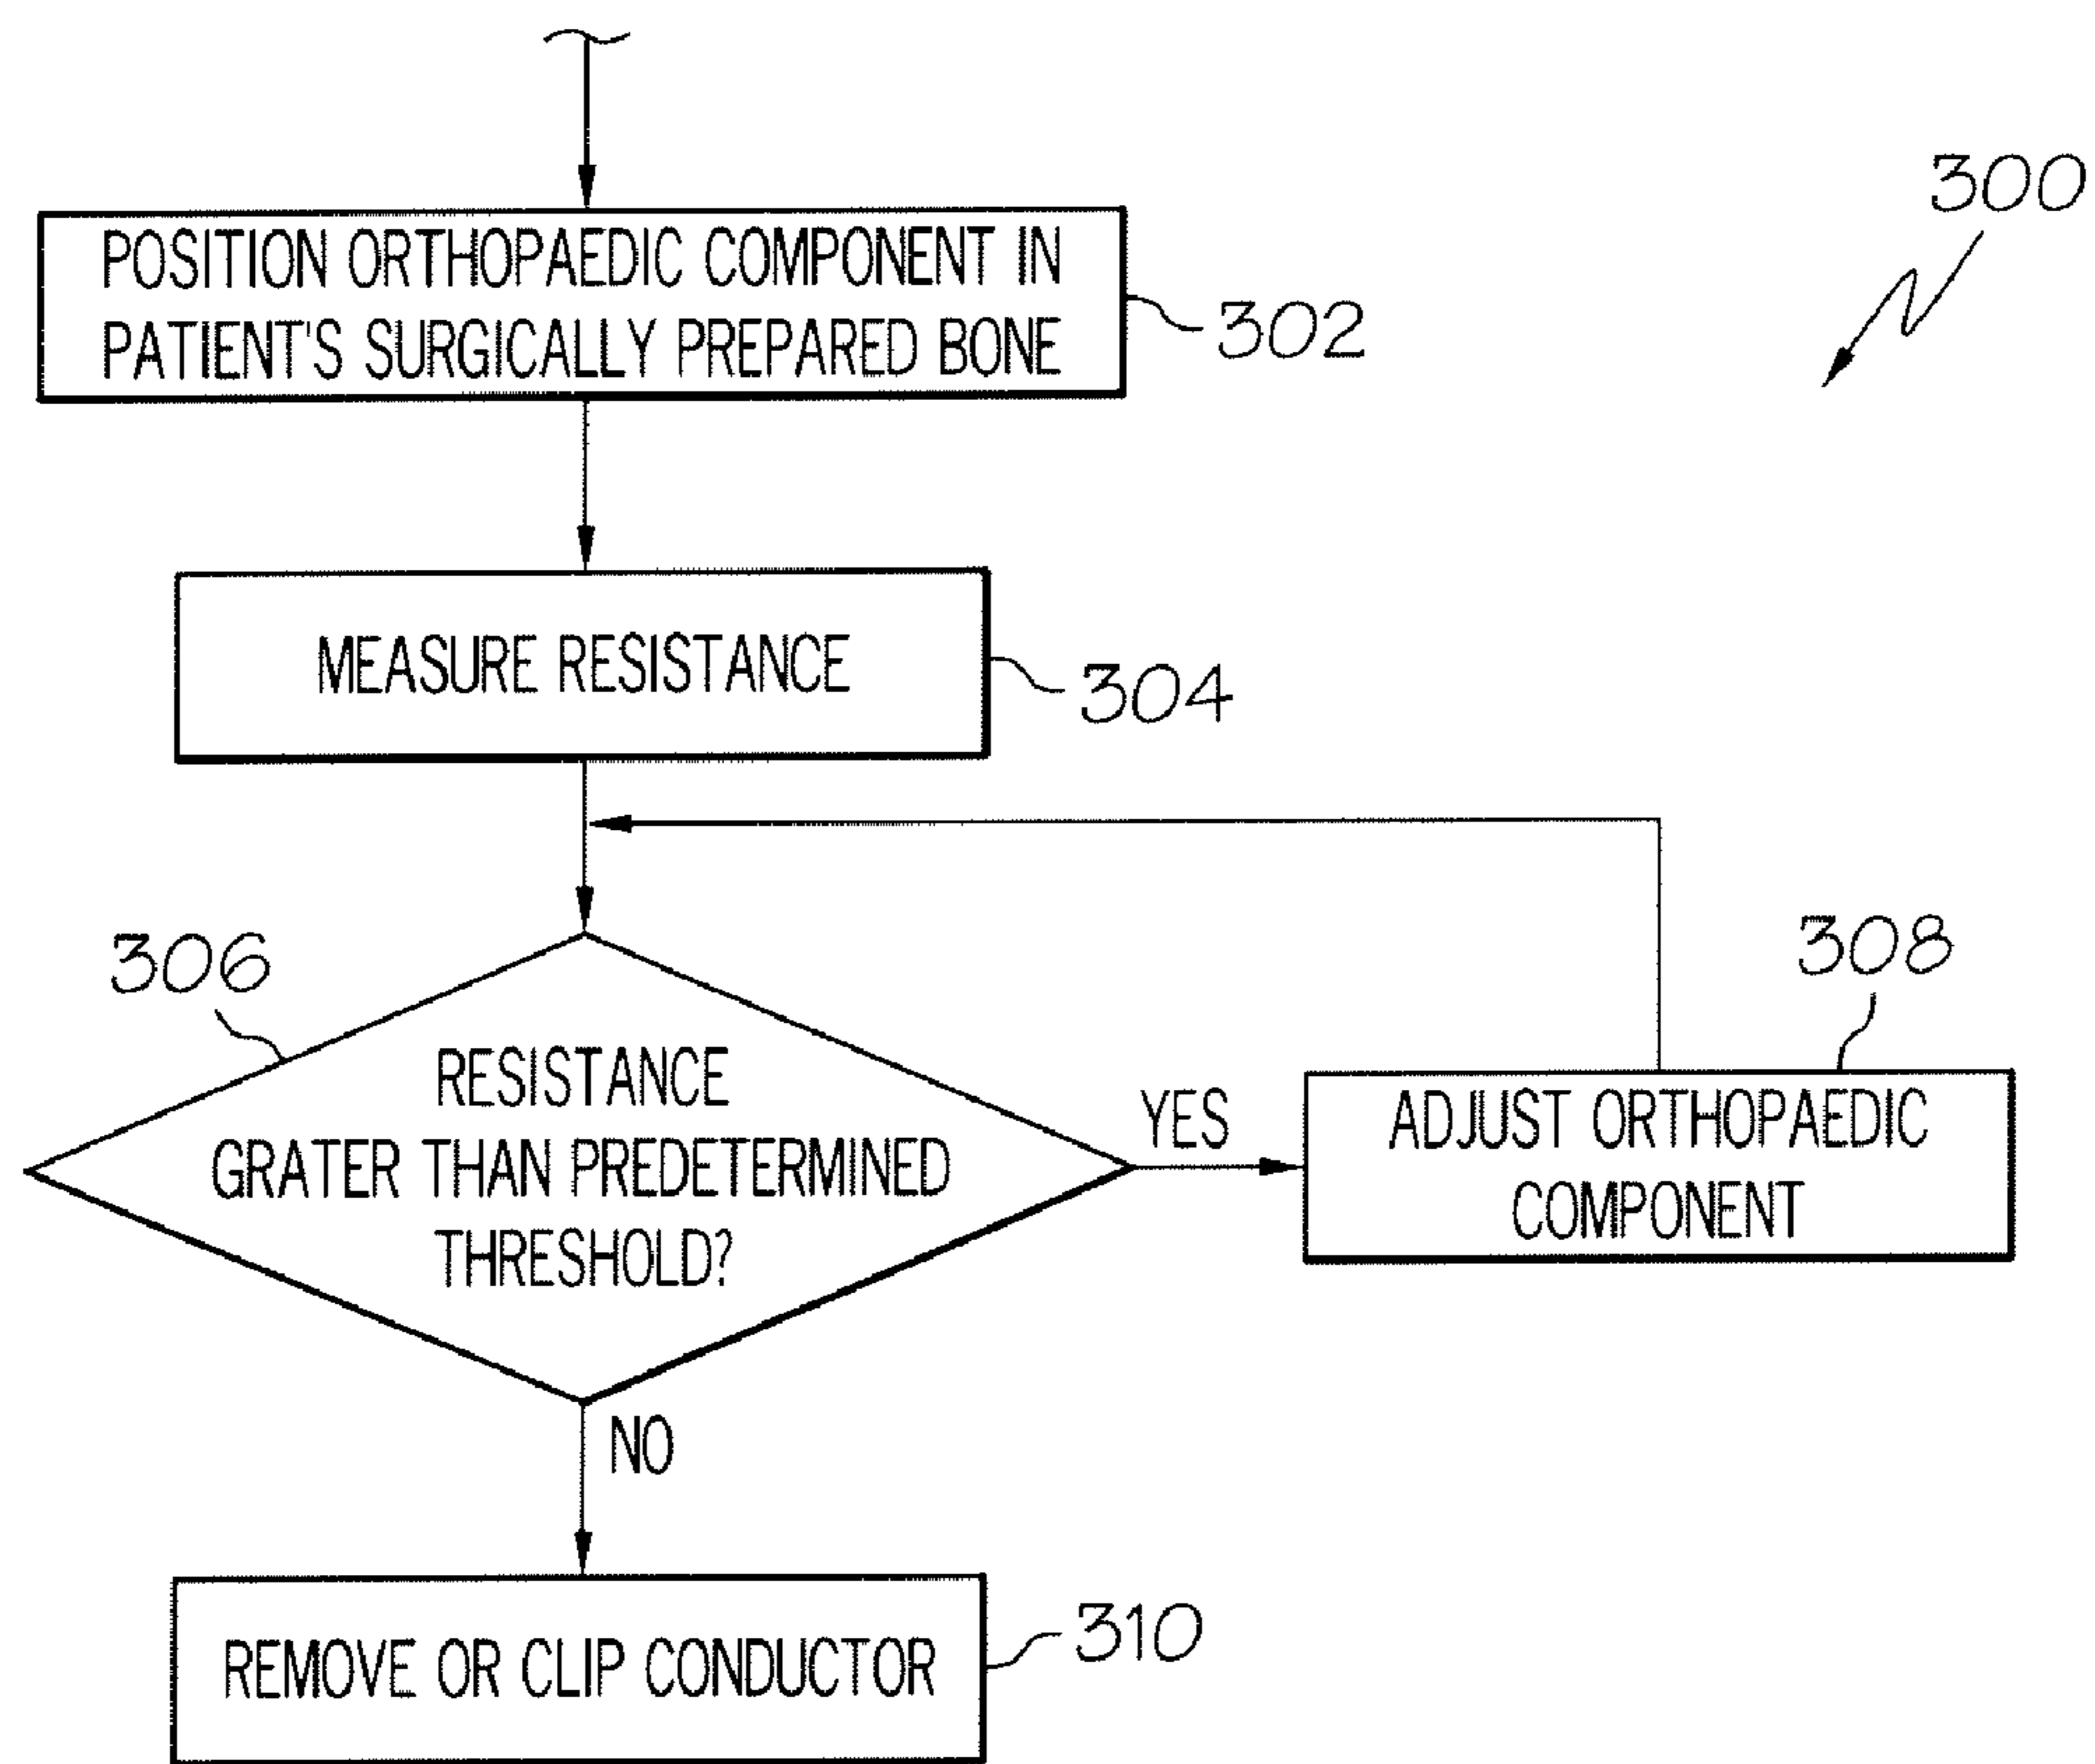 300
POSITION ORTHOPAEDIC COMPONENT IN
PATIENT'S SURGICALLY PREPARED BONE
302
MEASURE RESISTANCE
304
306
RESISTANCE
GRATER THAN PREDETERMINED
THRESHOLD?
YES
308
ADJUST ORTHOPAEDIC
COMPONENT
NO
REMOVE OR CLIP CONDUCTOR
310